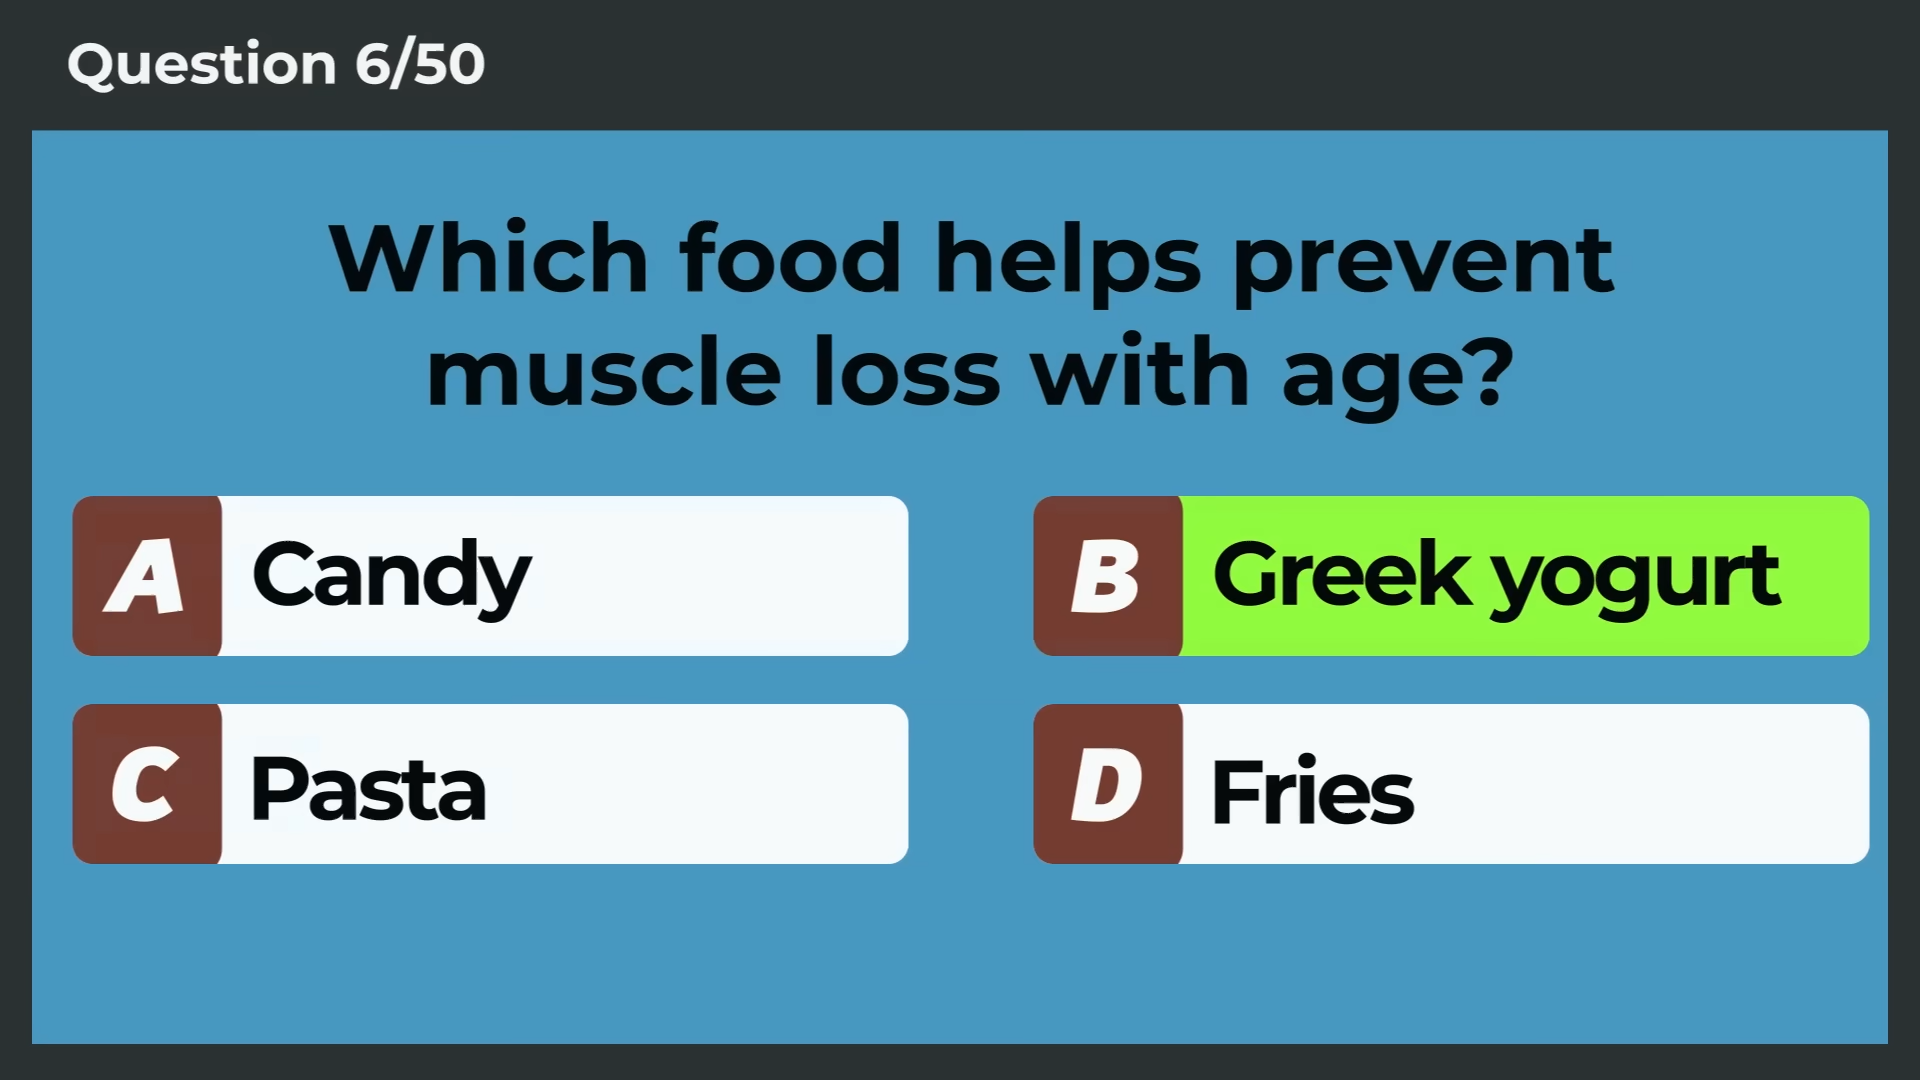 Question 6/50
Which food helps prevent
muscle loss with age?
A Candy
B Greek yogurt
C Pasta
D Fries